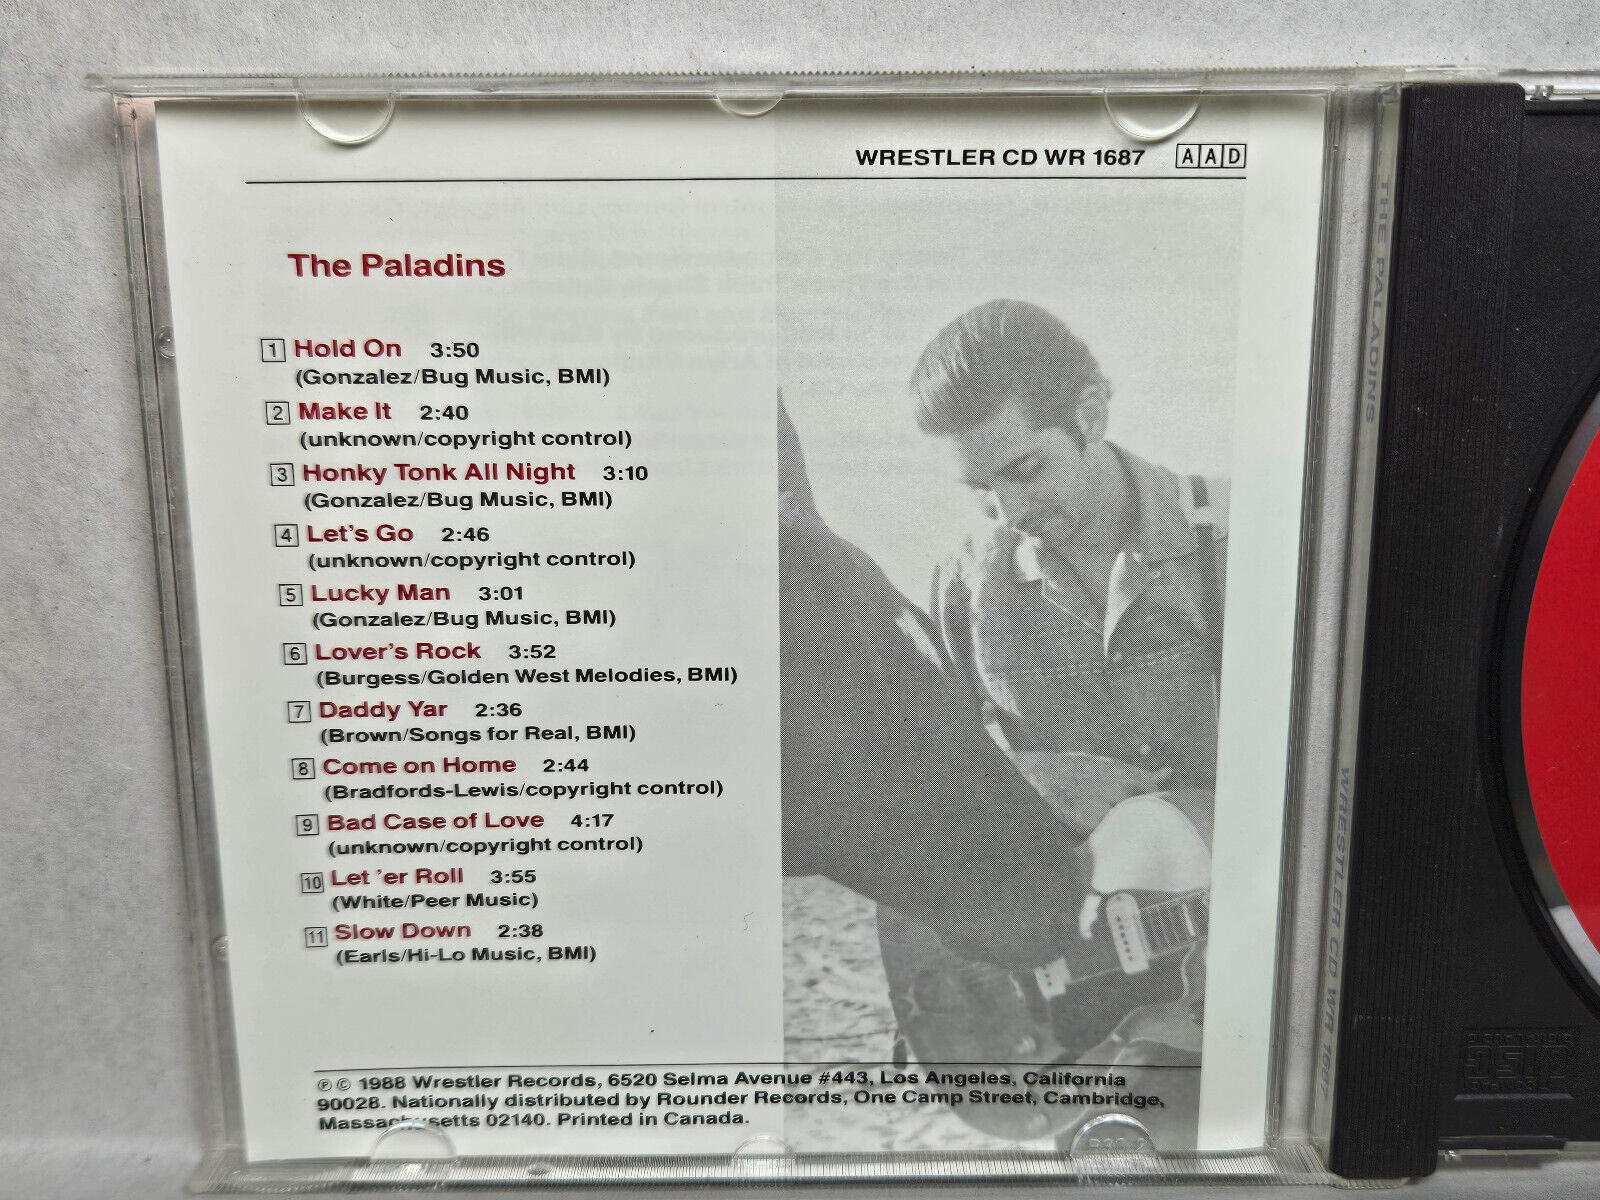 WRESTLER CD WR 1687 AAD
The Paladins
1 Hold On 3:50
(Gonzalez/Bug Music, BMI)
2 Make It 2:40
(unknown/copyright control)
3 Honky Tonk All Night 3:10
(Gonzalez/Bug Music, BMI)
4 Let's Go 2:46
(unknown/copyright control)
5 Lucky Man 3:01
(Gonzalez/Bug Music, BMI)
6 Lover's Rock 3:52
(Burgess/Golden West Melodies, BMI)
7 Daddy Yar 2:36
(Brown/Songs for Real, BMI)
8 Come on Home 2:44
(Bradfords-Lewis/copyright control)
9 Bad Case of Love 4:17
(unknown/copyright control)
10 Let 'er Roll 3:55
(White/Peer Music)
11 Slow Down 2:38
(Earls/Hi-Lo Music, BMI)
℗ © 1988 Wrestler Records, 6520 Selma Avenue #443, Los Angeles, California
90028. Nationally distributed by Rounder Records, One Camp Street, Cambridge,
Massachusetts 02140. Printed in Canada.
THE PALADINS
WRESTLER CD WR 1687
disc